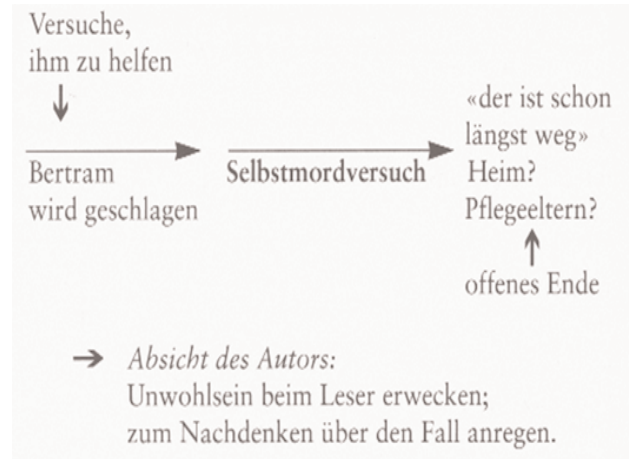 Versuche,
ihm zu helfen
Bertram
wird geschlagen
Selbstmordversuch
«der ist schon
längst weg»
Heim?
Pflegeeltern?
offenes Ende
Absicht des Autors:
Unwohlsein beim Leser erwecken;
zum Nachdenken über den Fall anregen.